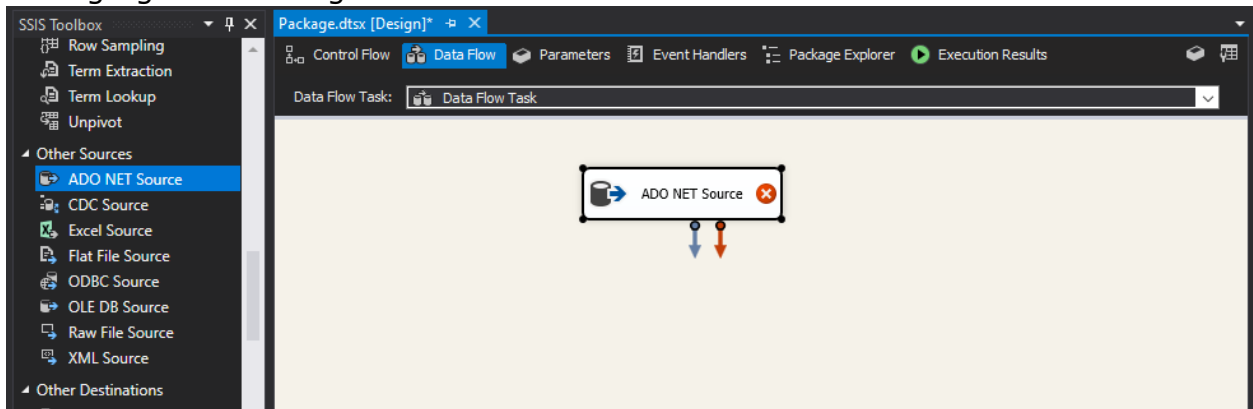 SSIS Toolbox
Row Sampling
Term Extraction
Term Lookup
Unpivot
Other Sources
ADO NET Source
CDC Source
Excel Source
Flat File Source
ODBC Source
OLE DB Source
Raw File Source
XML Source
Other Destinations
Package.dtsx [Design]*
Control Flow Data Flow Parameters Event Handlers Package Explorer Execution Results
Data Flow Task: Data Flow Task
ADO NET Source